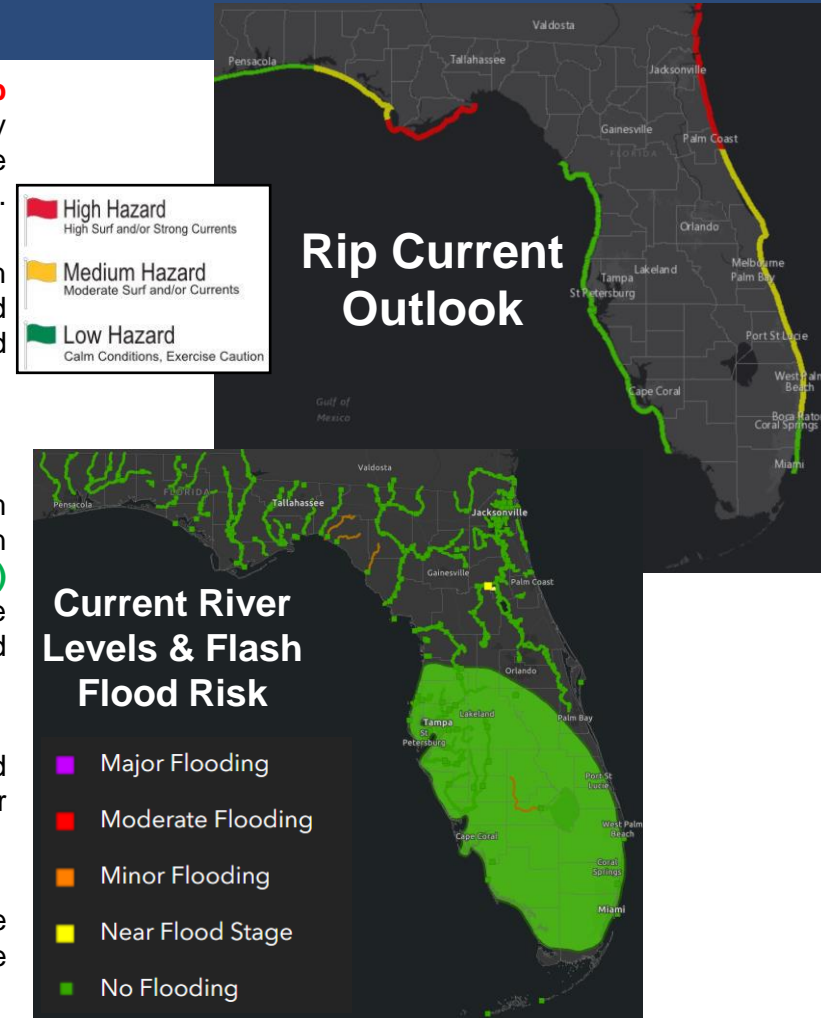 p
y
e
.
n
d
d
n
n
)
e
d
d
r
e
e
High Hazard
High Surf and/or Strong Currents
Medium Hazard
Moderate Surf and/or Currents
Low Hazard
Calm Conditions, Exercise Caution
Rip Current
Outlook
Valdosta
Pensacola
Tallahassee
Jacksonville
Gainesville
Palm Coast
FLORIDA
Orlando
Melbourne
Tampa
Lakeland
Palm Bay
St Petersburg
Port St Lucie
Cape Coral
West Palm
Beach
Gulf of
Mexico
Boca Raton
Coral Springs
Miami
Current River
Levels & Flash
Flood Risk
Valdosta
FLORIDA
Pensacola
Tallahassee
Jacksonville
Gainesville
Palm Coast
Orlando
Lakeland
Tampa
St
Petersburg
Palm Bay
Port St
Lucie
West Palm
Beach
Cape Coral
Coral
Springs
Miami
Major Flooding
Moderate Flooding
Minor Flooding
Near Flood Stage
No Flooding